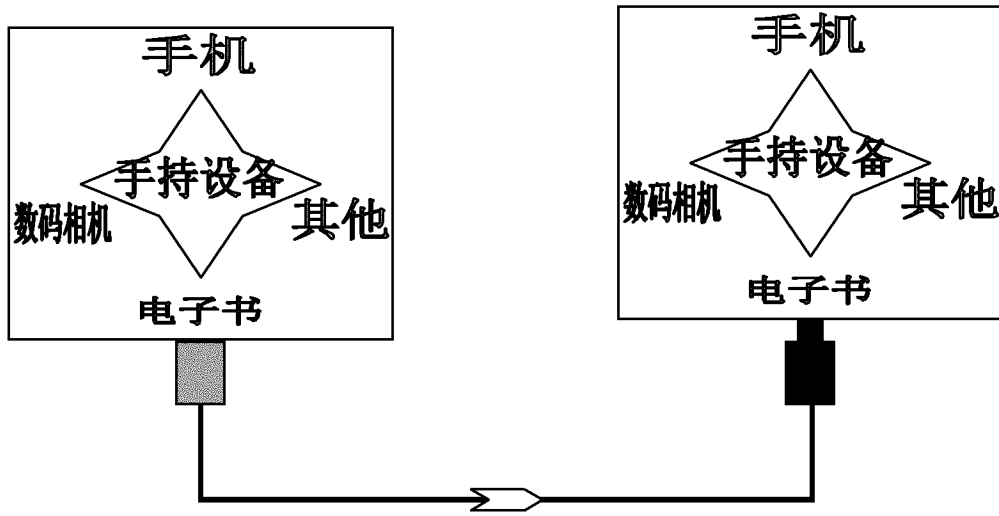 手机
手持设备
数码相机
其他
电子书
手机
手持设备
数码相机
其他
电子书